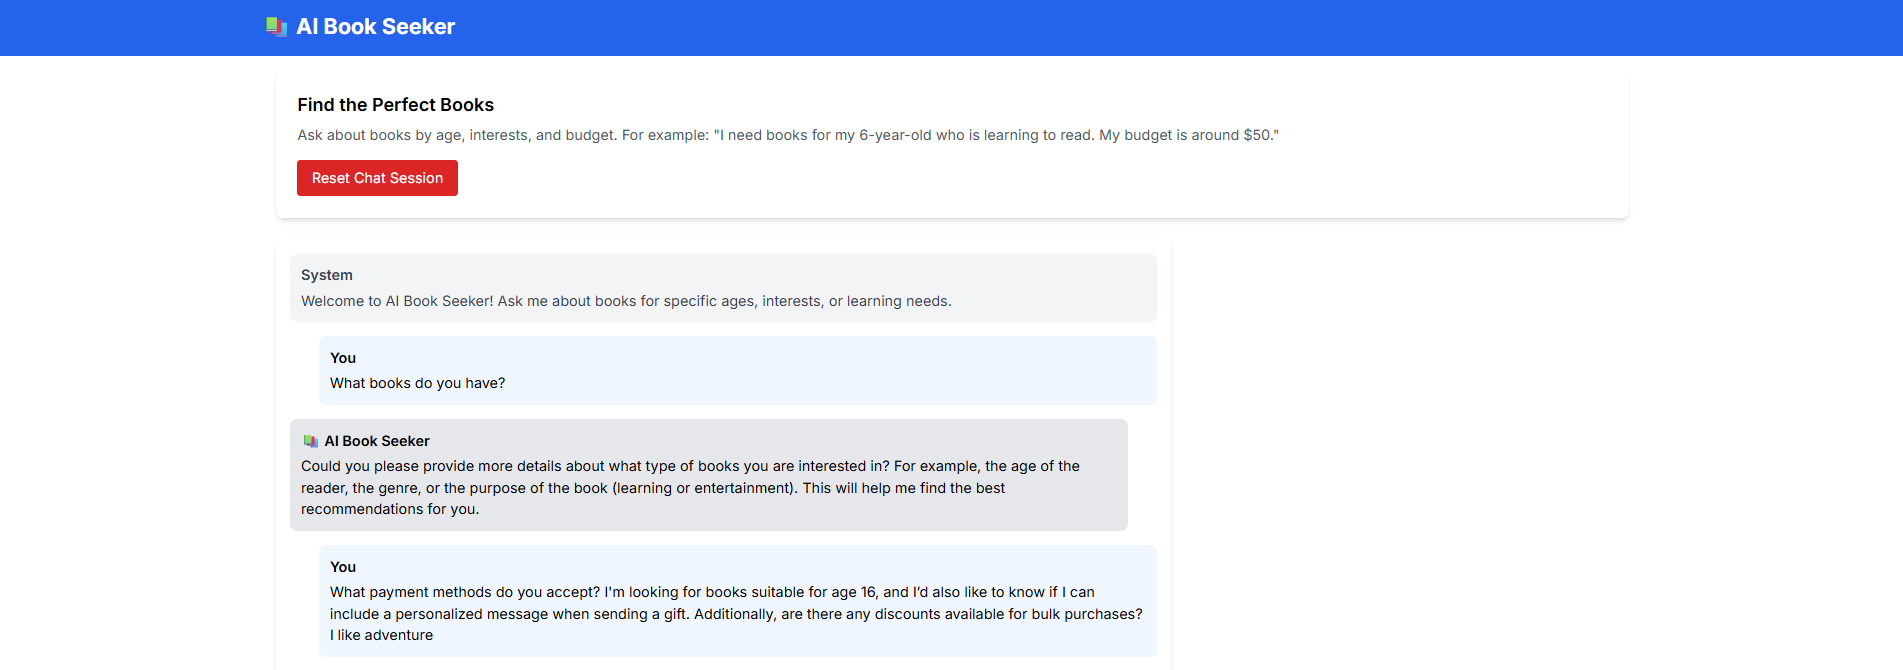 AI Book Seeker
Find the Perfect Books
Ask about books by age, interests, and budget. For example: "I need books for my 6-year-old who is learning to read. My budget is around $50."
Reset Chat Session
System
Welcome to AI Book Seeker! Ask me about books for specific ages, interests, or learning needs.
You
What books do you have?
AI Book Seeker
Could you please provide more details about what type of books you are interested in? For example, the age of the
reader, the genre, or the purpose of the book (learning or entertainment). This will help me find the best
recommendations for you.
You
What payment methods do you accept? I'm looking for books suitable for age 16, and I’d also like to know if I can
include a personalized message when sending a gift. Additionally, are there any discounts available for bulk purchases?
I like adventure